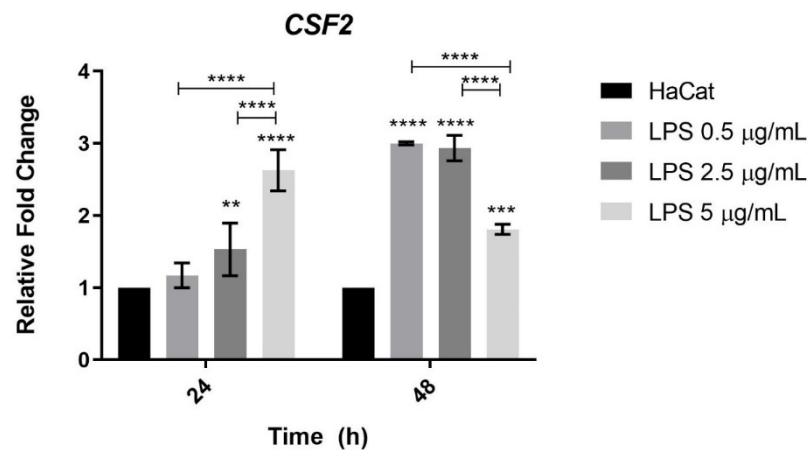 CSF2
Relative Fold Change
4
3
2
1
0
****
****
****
**
****
****
**** ****
***
24
48
Time (h)
HaCat
LPS 0.5 μg/mL
LPS 2.5 μg/mL
LPS 5 μg/mL